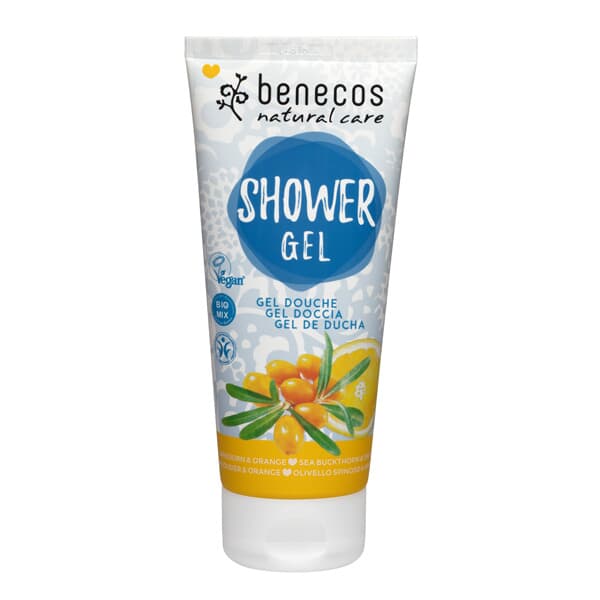 benecos
natural care
SHOWER
GEL
Vegan
BIO
MIX
GEL DOUCHE
GEL DOCCIA
GEL DE DUCHA
& ORANGE SEA BUCKTHORN &
& ORANGE OLIVELLO SPINOSO